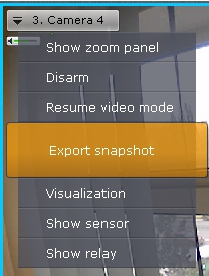 3. Camera 4
Show zoom panel
Disarm
Resume video mode
Export snapshot
Visualization
Show sensor
Show relay